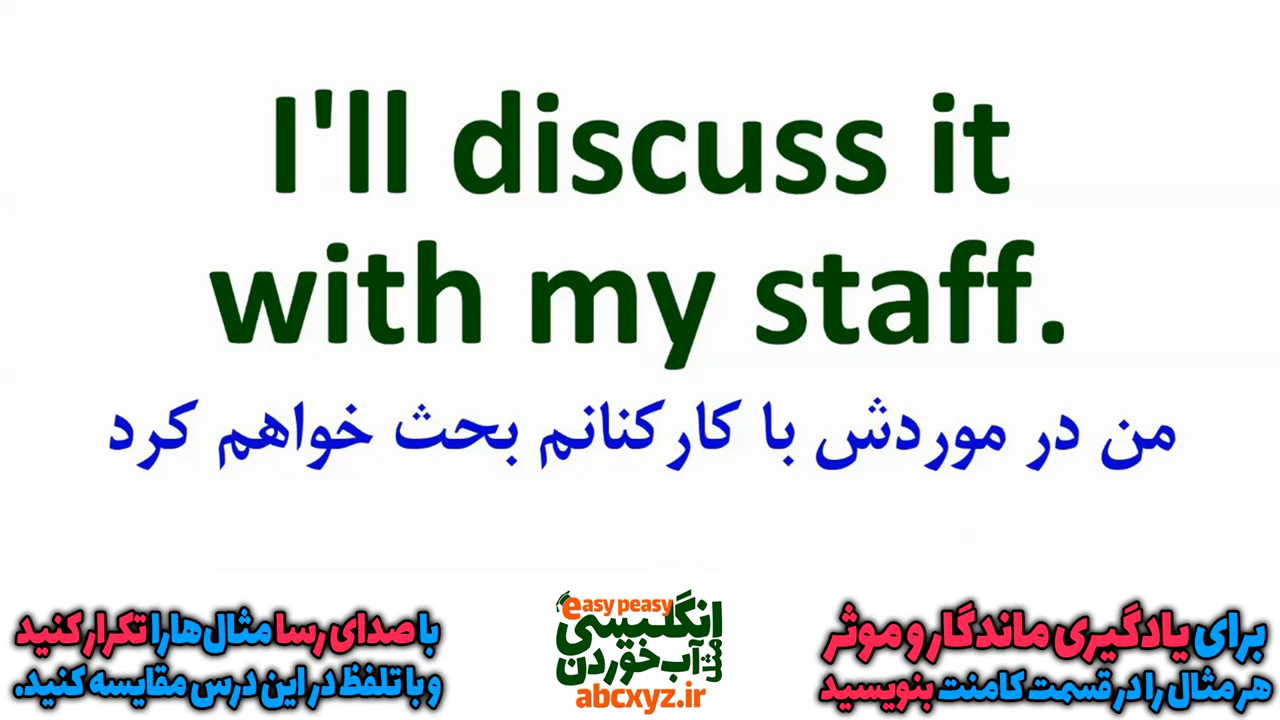 I'll discuss it
with my staff.
من در موردش با کارکنانم بحث خواهم کرد
برای یادگیری ماندگار و موثر
هر مثال را در قسمت کامنت بنویسید
easy peasy
انگلیسی
مثل آب خوردن
abcxyz.ir
با صدای رسا مثال‌ها را تکرار کنید
و با تلفظ در این درس مقایسه کنید.